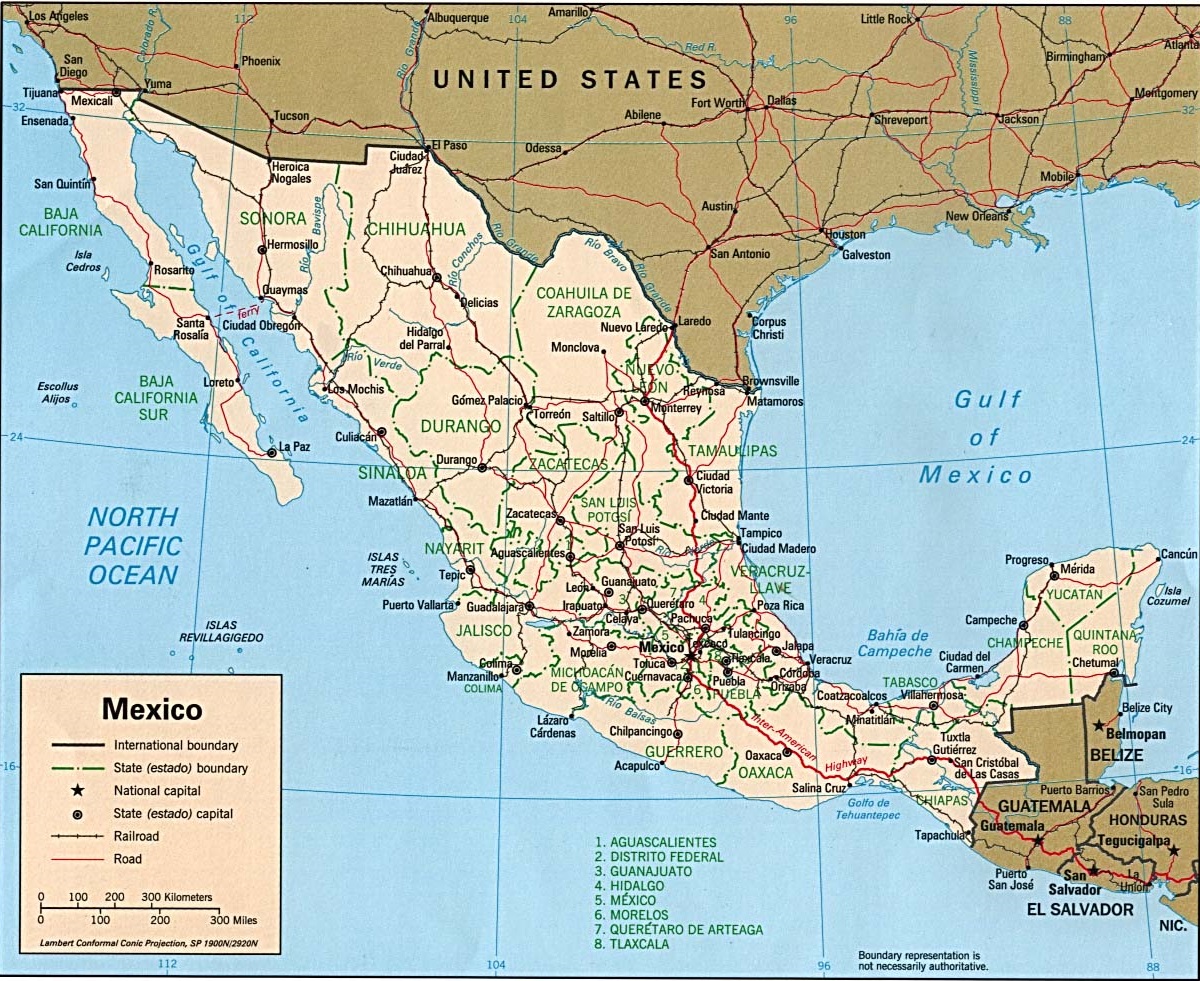 Los Angeles
112
Albuquerque
104
Amarillo
96
Little Rock
88
Atlanta
Colorado R.
Rio Grande
Red R.
Mississippi R.
Birmingham
San
Diego
Phoenix
UNITED STATES
Tijuana
Yuma
Mexicali
Fort Worth
Dallas
Montgomery
32
32
Ensenada
Tucson
Abilene
Shreveport
Jackson
El Paso
Odessa
Ciudad
Juárez
Heroica
Nogales
San Quintín
Mobile
BAJA
CALIFORNIA
SONORA
Río Bavispe
CHIHUAHUA
Austin
New Orleans
Hermosillo
Río Conchos
Rio Grande
Río
Bravo
Rio Grande
Houston
San Antonio
Galveston
Isla
Cedros
Rosarito
Gulf of California
Chihuahua
Guaymas
ferry
Delicias
COAHUILA DE
ZARAGOZA
Santa
Rosalía
Ciudad Obregón
Nuevo Laredo
Laredo
Corpus
Christi
Hidalgo
del Parral
Monclova
Río Verde
NUEVO
LEÓN
Escollus
Alijos
BAJA
CALIFORNIA
SUR
Loreto
Los Mochis
Reynosa
Brownsville
Matamoros
Gómez Palacio
Torreón
Saltillo
Monterrey
Gulf
of
Mexico
24
24
La Paz
Culiacán
DURANGO
TAMAULIPAS
Durango
ZACATECAS
SINALOA
Ciudad
Victoria
Mazatlán
SAN LUIS
POTOSÍ
NORTH
PACIFIC
OCEAN
Zacatecas
Ciudad Mante
San Luis
Potosí
Tampico
Ciudad Madero
NAYARIT
Aguascalientes
ISLAS
TRES
MARÍAS
Tepic
VERACRUZ-
LLAVE
Progreso
Mérida
Cancún
YUCATÁN
Isla
Cozumel
León
Guanajuato
Puerto Vallarta
Guadalajara
Irapuato
3
Querétaro
7
4
Poza Rica
Celaya
Pachuca
ISLAS
REVILLAGIGEDO
JALISCO
Zamora
5
Tulancingo
Campeche
Bahía de
Campeche
CHAMPECHE
QUINTANA
ROO
Morelia
Mexico
Jalapa
Veracruz
Chetumal
Colima
Toluca
Tlaxcala
Ciudad del
Carmen
Manzanillo
COLIMA
MICHOACÁN
DE OCAMPO
Cuernavaca
Puebla
Córdoba
TABASCO
6
PUEBLA
Orizaba
Coatzacoalcos
Villahermosa
Río Balsas
Minatitlán
Belize City
Lázaro
Cárdenas
Chilpancingo
Inter-American
Highway
Belmopan
BELIZE
Tuxtla
Gutiérrez
GUERRERO
Oaxaca
San Cristóbal
de Las Casas
16
16
Acapulco
OAXACA
Salina Cruz
Golfo de
Tehuantepec
CHIAPAS
Puerto Barrios
San Pedro
Sula
GUATEMALA
HONDURAS
Guatemala
Tapachula
Tegucigalpa
Puerto
San José
San
Salvador
La
Union
EL SALVADOR
NIC.
Mexico
International boundary
State (estado) boundary
National capital
State (estado) capital
Railroad
Road
0 100 200 300 Kilometers
0 100 200 300 Miles
Lambert Conformal Conic Projection, SP 1900N/2920N
1. AGUASCALIENTES
2. DISTRITO FEDERAL
3. GUANAJUATO
4. HIDALGO
5. MÉXICO
6. MORELOS
7. QUERÉTARO DE ARTEAGA
8. TLAXCALA
Boundary representation is
not necessarily authoritative.
112
104
96
88